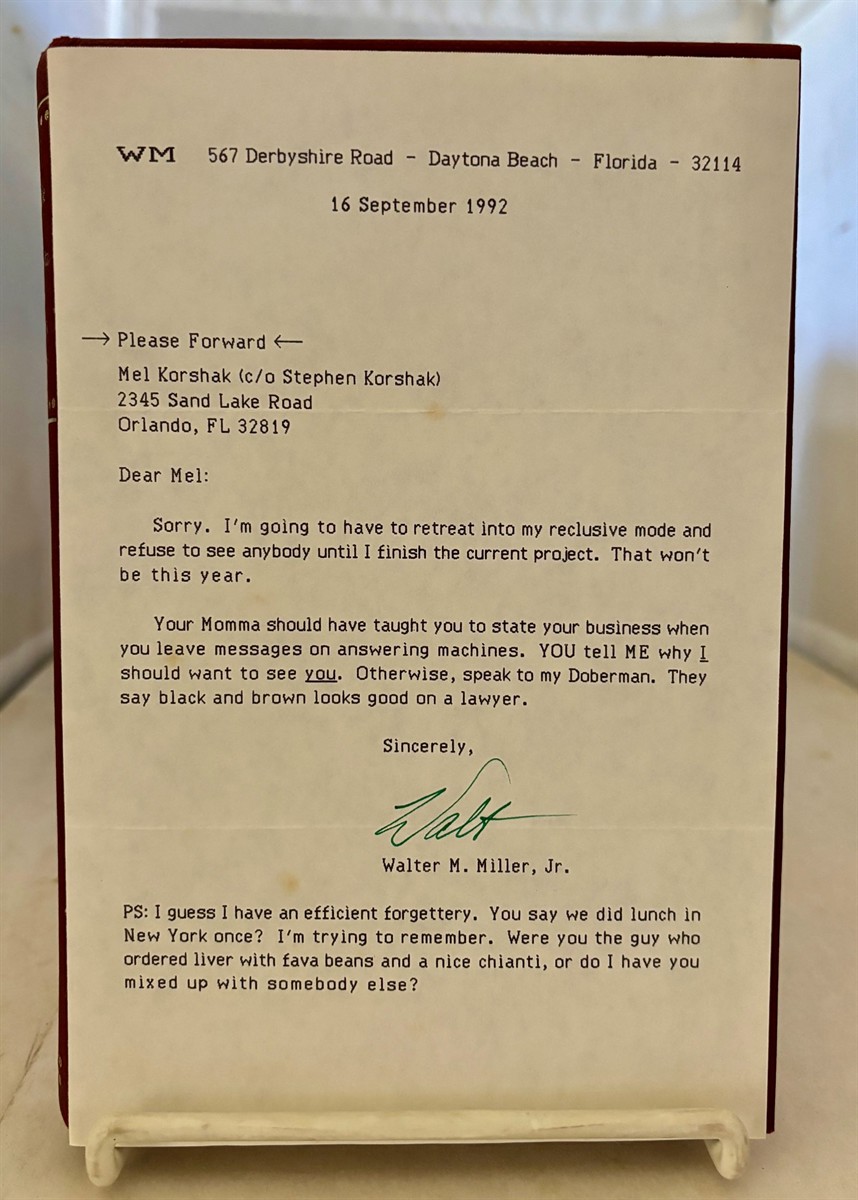 WM 567 Derbyshire Road - Daytona Beach - Florida - 32114
16 September 1992
→ Please Forward ←
Mel Korshak (c/o Stephen Korshak)
2345 Sand Lake Road
Orlando, FL 32819
Dear Mel:
Sorry. I'm going to have to retreat into my reclusive mode and
refuse to see anybody until I finish the current project. That won't
be this year.
Your Momma should have taught you to state your business when
you leave messages on answering machines. YOU tell ME why I
should want to see you. Otherwise, speak to my Doberman. They
say black and brown looks good on a lawyer.
Sincerely,
Walt
Walter M. Miller, Jr.
PS: I guess I have an efficient forgettery. You say we did lunch in
New York once? I'm trying to remember. Were you the guy who
ordered liver with fava beans and a nice chianti, or do I have you
mixed up with somebody else?